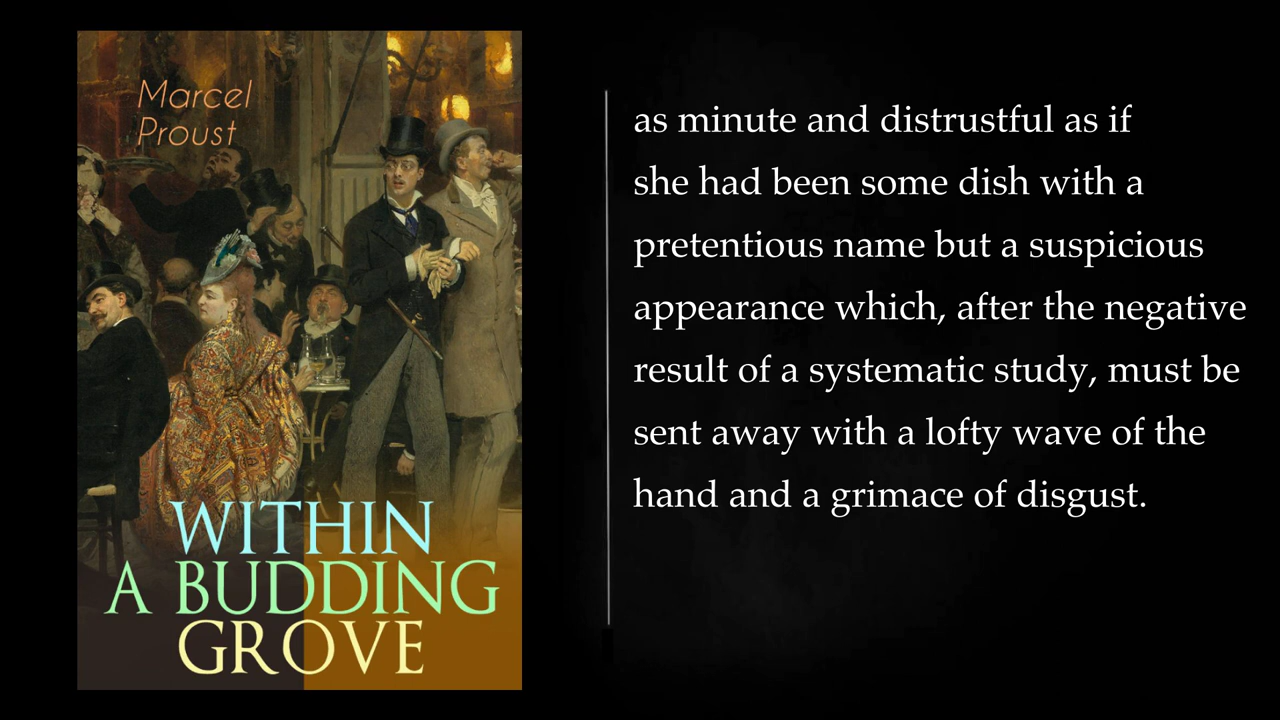 Marcel
Proust
WITHIN
A BUDDING
GROVE
as minute and distrustful as if
she had been some dish with a
pretentious name but a suspicious
appearance which, after the negative
result of a systematic study, must be
sent away with a lofty wave of the
hand and a grimace of disgust.